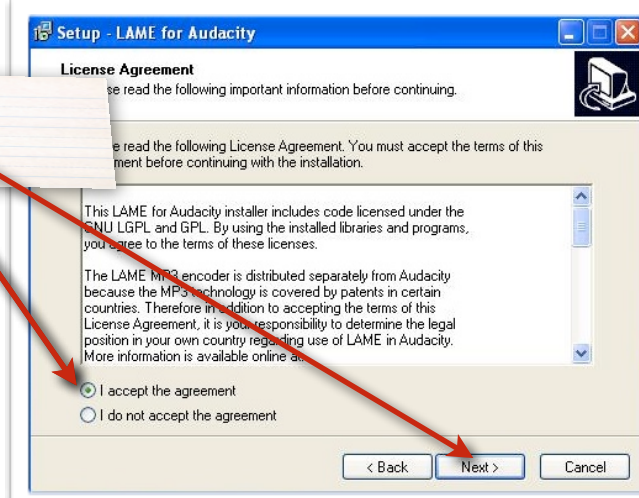 Setup - LAME for Audacity
License Agreement
read the following important information before continuing.
read the following License Agreement. You must accept the terms of this
before continuing with the installation.
This LAME for Audacity installer includes code licensed under the
GNU LGPL and GPL. By using the installed libraries and programs,
you agree to the terms of these licenses.
The LAME MP3 encoder is distributed separately from Audacity
because the MP3 technology is covered by patents in certain
countries. Therefore in addition to accepting the terms of this
License Agreement, it is your responsibility to determine the legal
position in your own country regarding use of LAME in Audacity.
More information is available online
I accept the agreement
I do not accept the agreement
< Back Next > Cancel